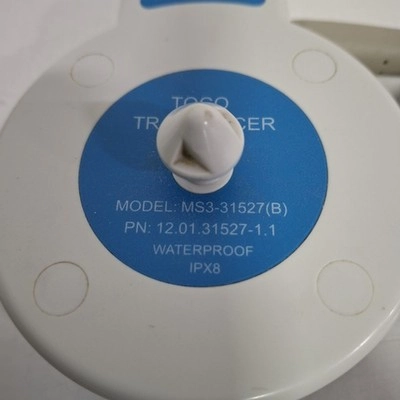 TOCO
MODEL: MS3-31527(B)
PN: 12.01.31527-1.1
WATERPROOF
IPX8